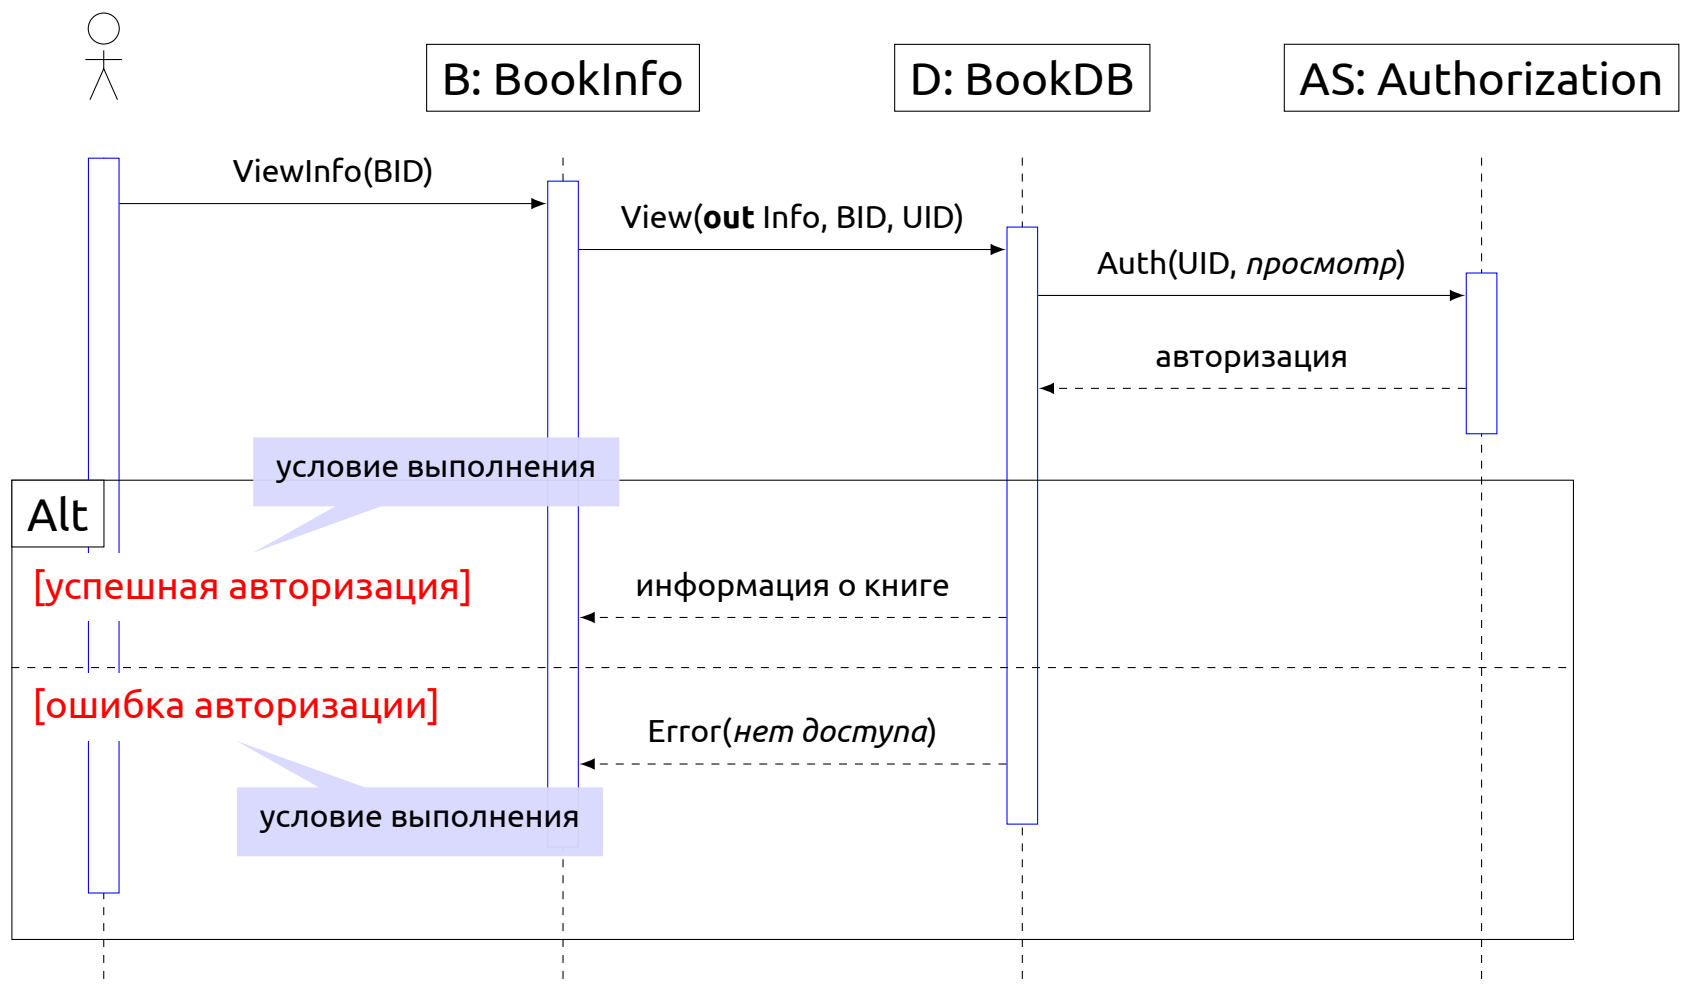 B: BookInfo
D: BookDB
AS: Authorization
ViewInfo(BID)
View(out Info, BID, UID)
Auth(UID, просмотр)
авторизация
условие выполнения
Alt
[успешная авторизация]
информация о книге
[ошибка авторизации]
Error(нет доступа)
условие выполнения